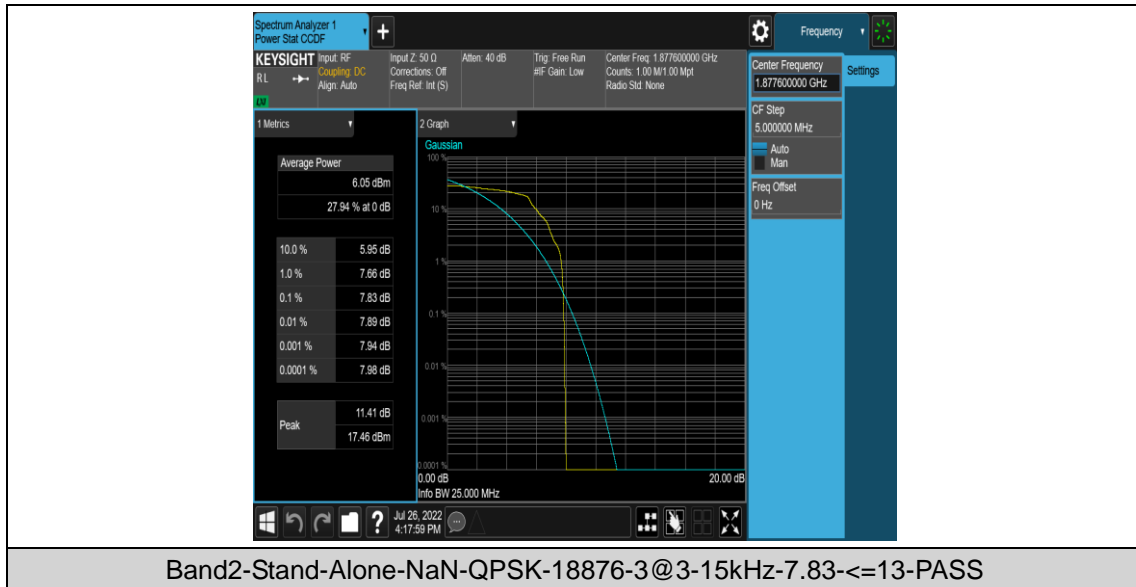 Spectrum Analyzer 1
Power Stat CCDF
+
Frequency
KEYSIGHT
RL
LXI
Input: RF
Coupling: DC
Align: Auto
Input Z: 50 Ω
Corrections: Off
Freq Ref: Int (S)
Atten: 40 dB
Trig: Free Run
#IF Gain: Low
Center Freq: 1.877600000 GHz
Counts: 1.00 M/1.00 Mpt
Radio Std: None
Center Frequency
1.877600000 GHz
Settings
CF Step
5.000000 MHz
Auto
Man
Freq Offset
0 Hz
1 Metrics
Average Power
6.05 dBm
27.94 % at 0 dB
10.0 % 5.95 dB
1.0 % 7.66 dB
0.1 % 7.83 dB
0.01 % 7.89 dB
0.001 % 7.94 dB
0.0001 % 7.98 dB
Peak
11.41 dB
17.46 dBm
2 Graph
Gaussian
100 %
10 %
1 %
0.1 %
0.01 %
0.001 %
0.0001 %
0.00 dB 20.00 dB
Info BW 25.000 MHz
?
Jul 26, 2022
4:17:59 PM
Band2-Stand-Alone-NaN-QPSK-18876-3@3-15kHz-7.83-<=13-PASS